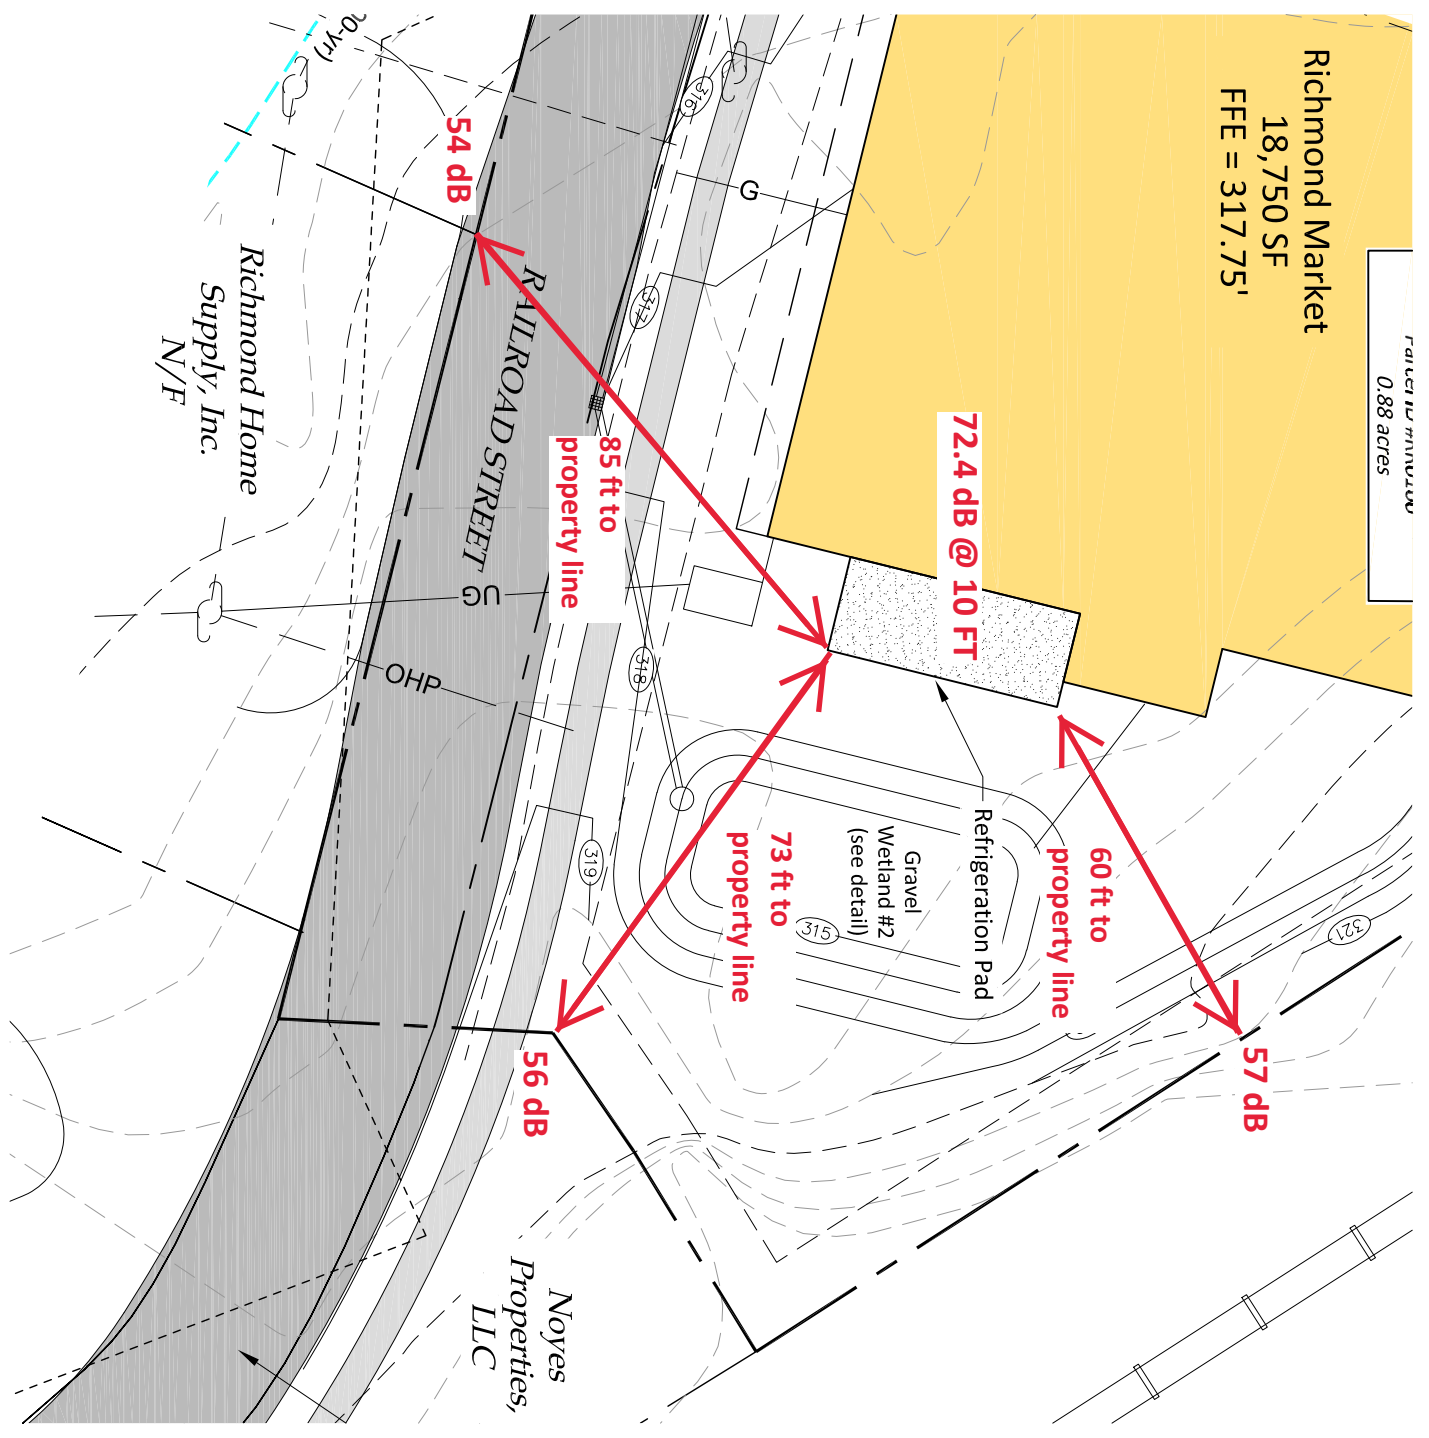 Richmond Market
18,750 SF
FFE = 317.75'
0.88 acres
54 dB
316
G
317
RAILROAD STREET
Richmond Home
Supply, Inc.
N/F
85 ft to
property line
72.4 dB @ 10 FT
UG
OHP
318
319
Refrigeration Pad
Gravel
Wetland #2
(see detail)
315
73 ft to
property line
60 ft to
property line
321
57 dB
56 dB
Noyes
Properties,
LLC